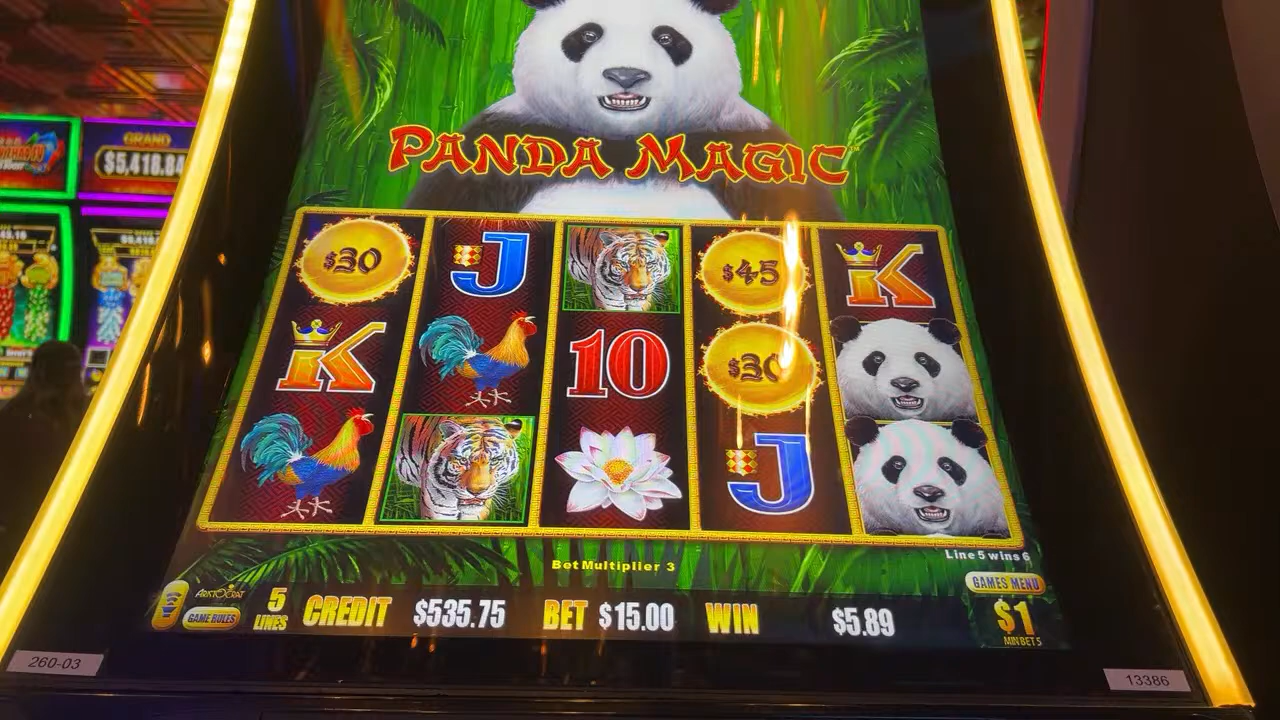 GRAND
$5,418.84
PANDA MAGIC
$30
J
$45
K
K
10
$30
J
Line 5 wins 6
Bet Multiplier 3
GAMES MENU
ARISTOCRAT
GAME RULES
5 LINES
CREDIT $535.75
BET $15.00
WIN $5.89
$1
MIN BET 5
260-03
13386